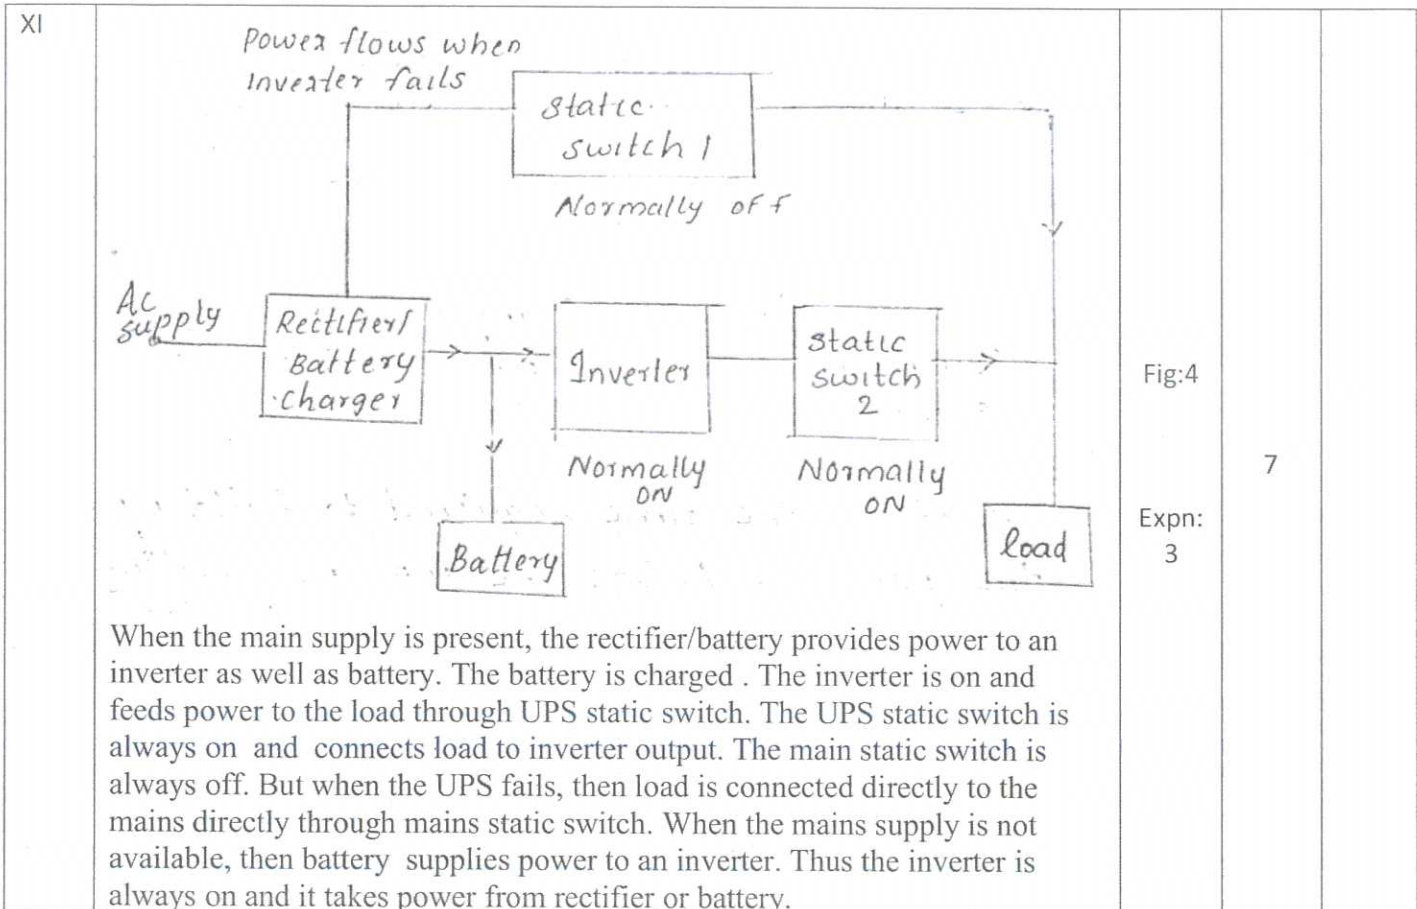 XI
Power flows when
Inverter fails
Static
switch 1
Normally off
Ac
supply
Rectifier/
Battery
charger
Inverter
static
switch
2
Normally
ON
Normally
ON
Battery
load
Fig:4
7
Expn:
3
When the main supply is present, the rectifier/battery provides power to an
inverter as well as battery. The battery is charged . The inverter is on and
feeds power to the load through UPS static switch. The UPS static switch is
always on and connects load to inverter output. The main static switch is
always off. But when the UPS fails, then load is connected directly to the
mains directly through mains static switch. When the mains supply is not
available, then battery supplies power to an inverter. Thus the inverter is
always on and it takes power from rectifier or battery.